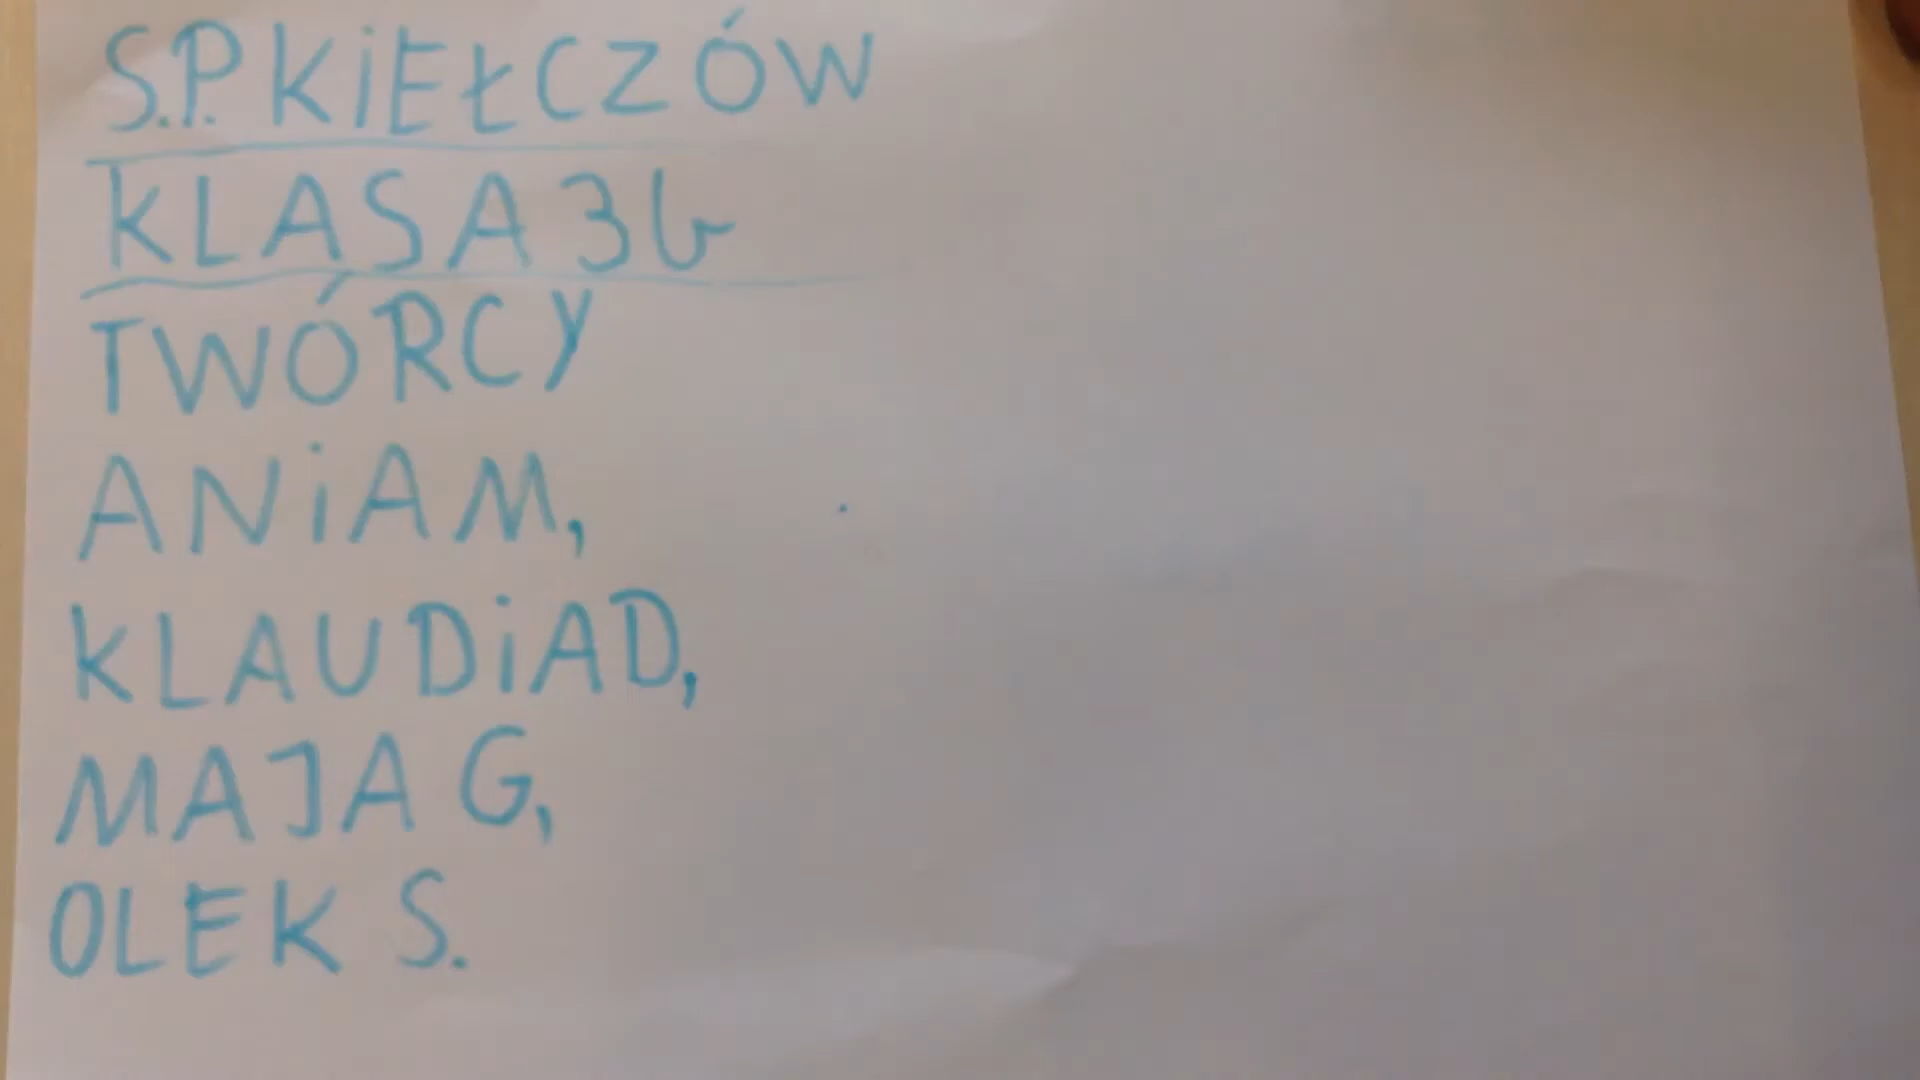 S.P. KiEŁCZÓW
KLASA 3b
TWÓRCY
ANiA M,
KLAUDiA D,
MAJA G,
OLEK S.